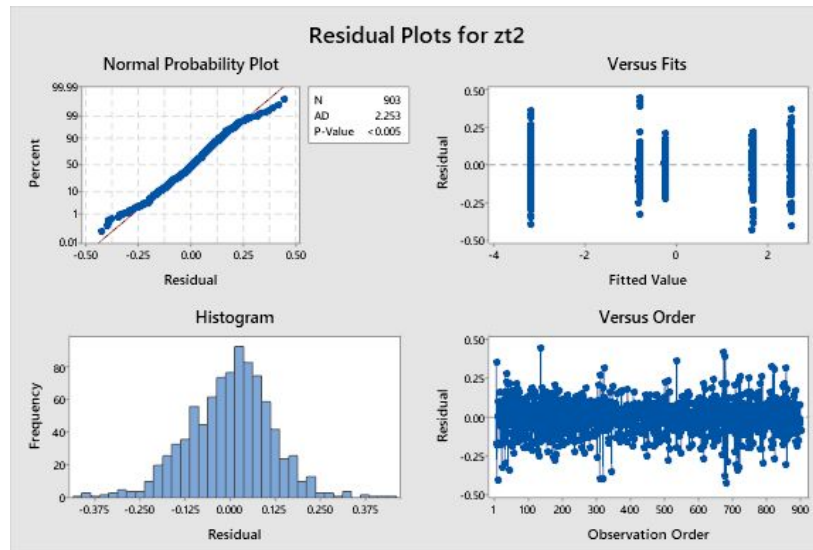 Residual Plots for zt2
Normal Probability Plot
99.99
99
90
50
10
1
0.01
Percent
-0.50 -0.25 0.00 0.25 0.50
Residual
N 903
AD 2.253
P-Value <0.005
Versus Fits
0.50
0.25
0.00
-0.25
-0.50
Residual
-4 -2 0 2
Fitted Value
Histogram
80
60
40
20
0
Frequency
-0.375 -0.250 -0.125 0.000 0.125 0.250 0.375
Residual
Versus Order
0.50
0.25
0.00
-0.25
-0.50
Residual
1 100 200 300 400 500 600 700 800 900
Observation Order